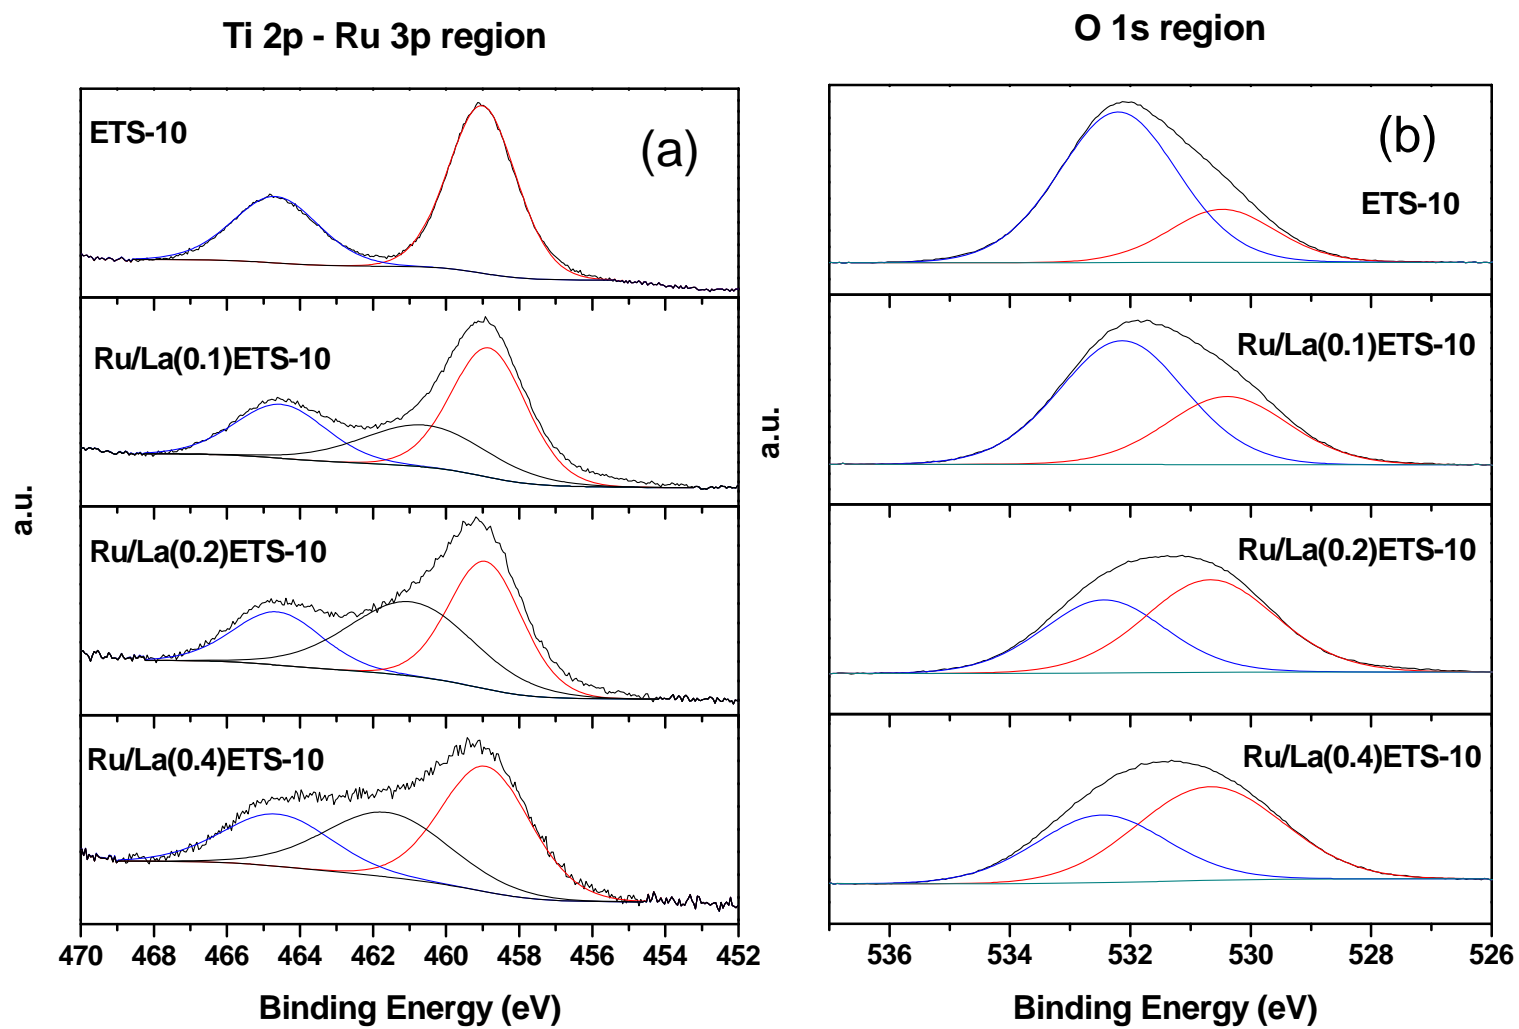 Ti 2p - Ru 3p region
ETS-10
(a)
Ru/La(0.1)ETS-10
Ru/La(0.2)ETS-10
Ru/La(0.4)ETS-10
a.u.
470 468 466 464 462 460 458 456 454 452
Binding Energy (eV)
O 1s region
(b)
ETS-10
Ru/La(0.1)ETS-10
Ru/La(0.2)ETS-10
Ru/La(0.4)ETS-10
a.u.
536 534 532 530 528 526
Binding Energy (eV)